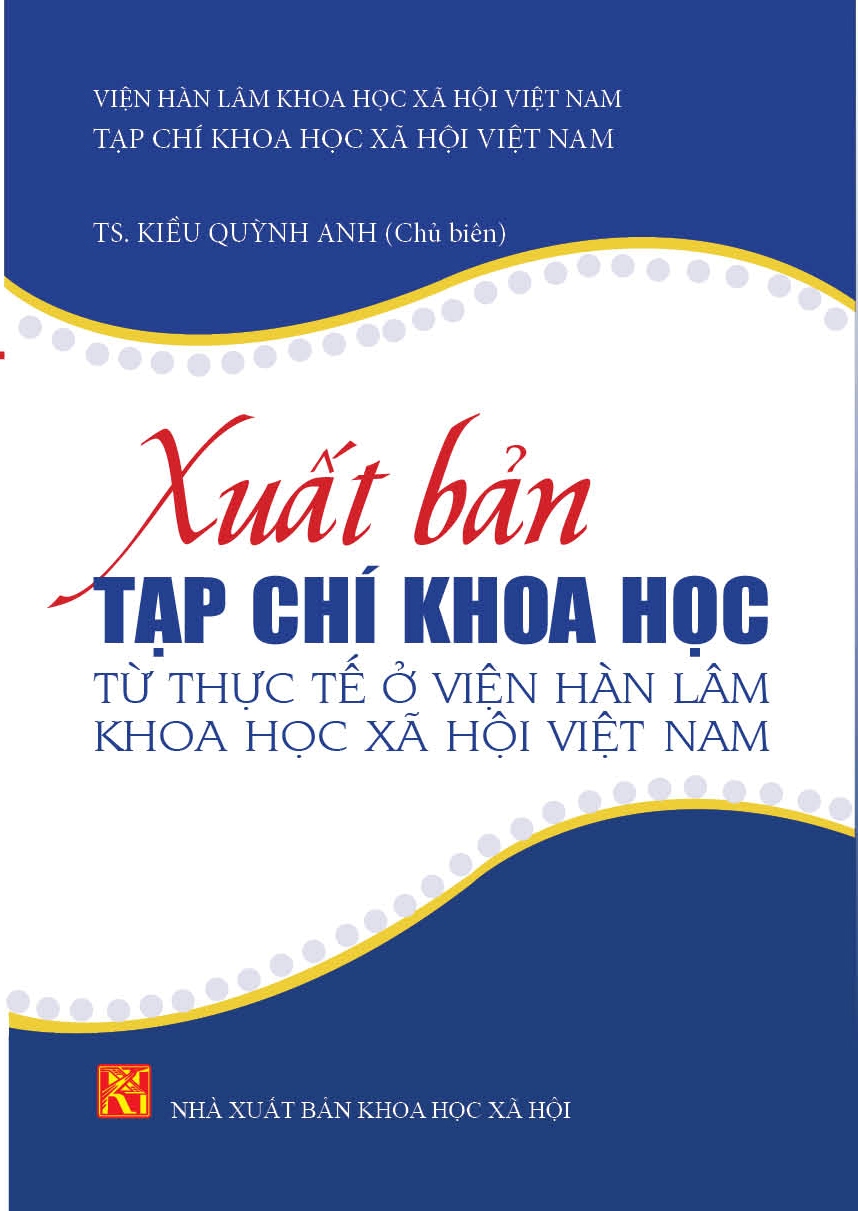 VIỆN HÀN LÂM KHOA HỌC XÃ HỘI VIỆT NAM
TẠP CHÍ KHOA HỌC XÃ HỘI VIỆT NAM
TS. KIỀU QUỲNH ANH (Chủ biên)
Xuất bản
TẠP CHÍ KHOA HỌC
TỪ THỰC TẾ Ở VIỆN HÀN LÂM
KHOA HỌC XÃ HỘI VIỆT NAM
NHÀ XUẤT BẢN KHOA HỌC XÃ HỘI